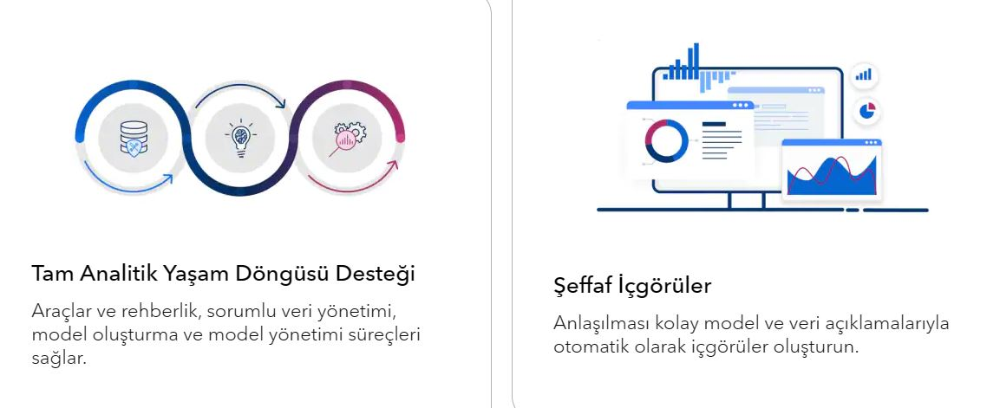 Tam Analitik Yaşam Döngüsü Desteği
Araçlar ve rehberlik, sorumlu veri yönetimi,
model oluşturma ve model yönetimi süreçleri
sağlar.
Şeffaf İçgörüler
Anlaşılması kolay model ve veri açıklamalarıyla
otomatik olarak içgörüler oluşturun.